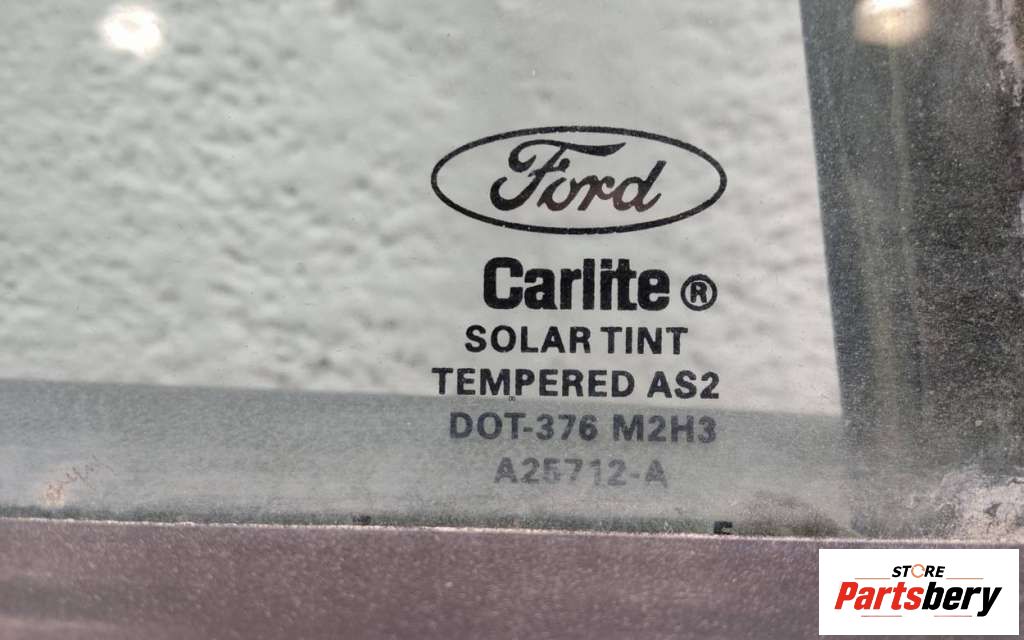 Ford
Carlite ®
SOLAR TINT
TEMPERED AS2
DOT-376 M2H3
A25712-A
STORE
Partsbery